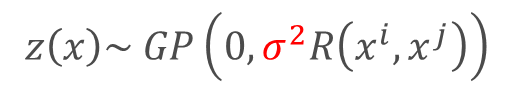 z(x)~ GP(0, σ²R(xⁱ, xʲ))